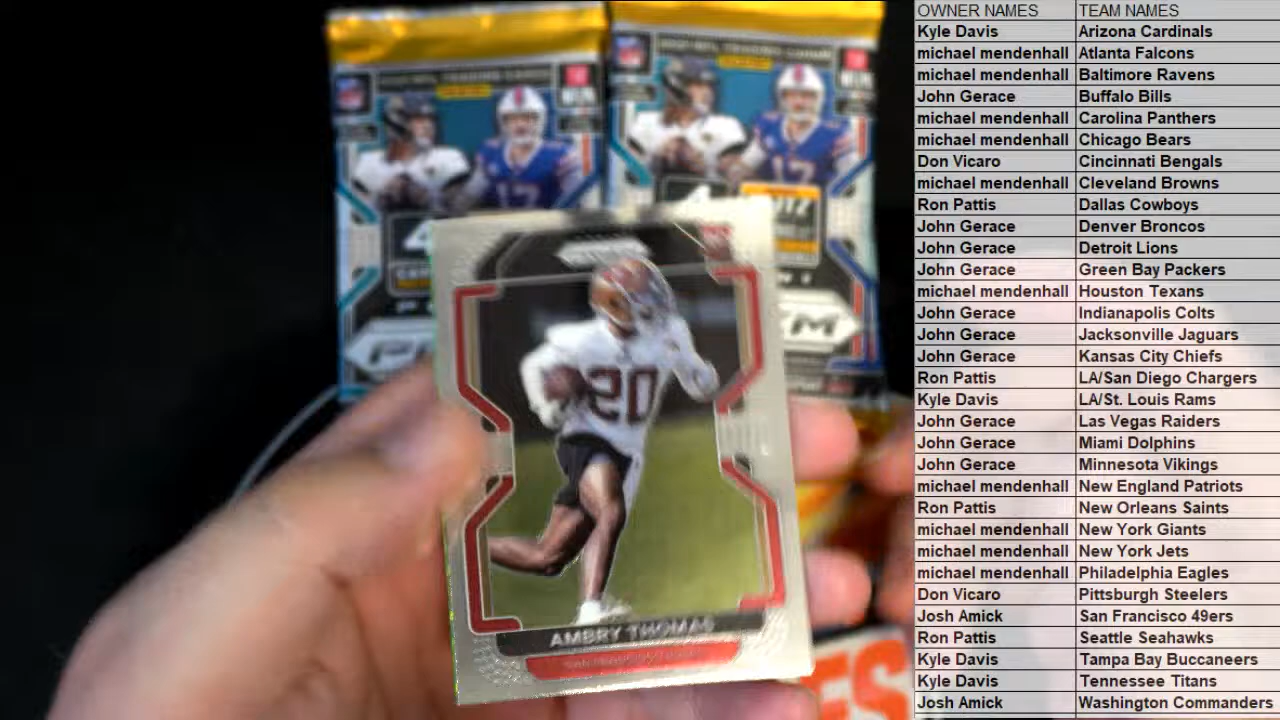 OWNER NAMES TEAM NAMES
Kyle Davis Arizona Cardinals
michael mendenhall Atlanta Falcons
michael mendenhall Baltimore Ravens
John Gerace Buffalo Bills
michael mendenhall Carolina Panthers
michael mendenhall Chicago Bears
Don Vicaro Cincinnati Bengals
michael mendenhall Cleveland Browns
Ron Pattis Dallas Cowboys
John Gerace Denver Broncos
John Gerace Detroit Lions
John Gerace Green Bay Packers
michael mendenhall Houston Texans
John Gerace Indianapolis Colts
John Gerace Jacksonville Jaguars
John Gerace Kansas City Chiefs
Ron Pattis LA/San Diego Chargers
Kyle Davis LA/St. Louis Rams
John Gerace Las Vegas Raiders
John Gerace Miami Dolphins
John Gerace Minnesota Vikings
michael mendenhall New England Patriots
Ron Pattis New Orleans Saints
michael mendenhall New York Giants
michael mendenhall New York Jets
michael mendenhall Philadelphia Eagles
Don Vicaro Pittsburgh Steelers
Josh Amick San Francisco 49ers
Ron Pattis Seattle Seahawks
Kyle Davis Tampa Bay Buccaneers
Kyle Davis Tennessee Titans
Josh Amick Washington Commanders
17
17
20
AMBRY THOMAS